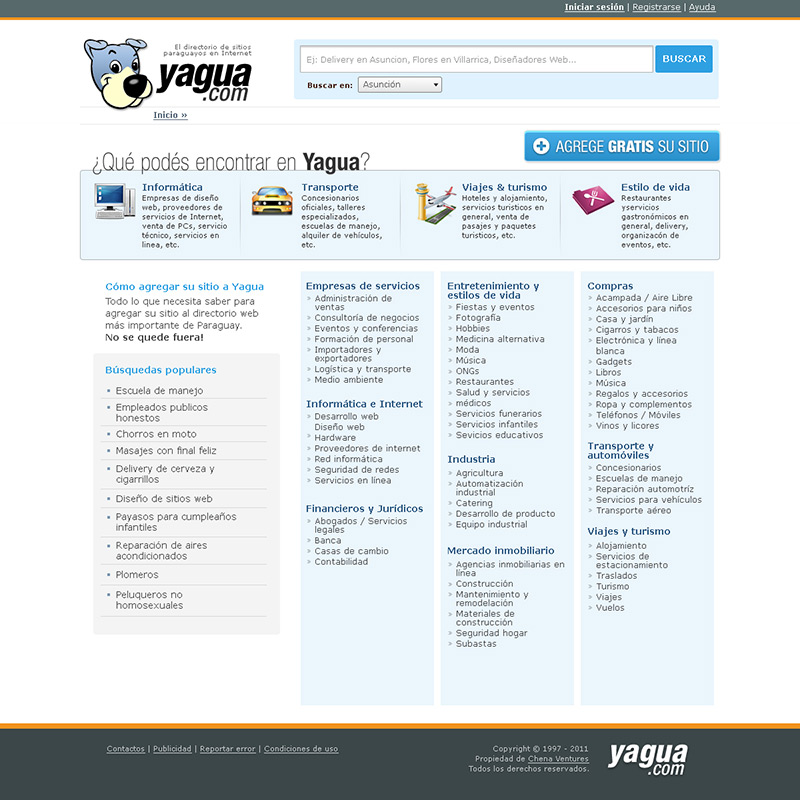 Iniciar sesión | Registrarse | Ayuda
El directorio de sitios
paraguayos en Internet
yagua
.com
Ej: Delivery en Asuncion, Flores en Villarrica, Diseñadores Web...
BUSCAR
Buscar en: Asunción
Inicio »
AGREGE GRATIS SU SITIO
¿Qué podés encontrar en Yagua?
Informática
Empresas de diseño
web, proveedores de
servicios de Internet,
venta de PCs, servicio
técnico, servicios en
linea, etc.
Transporte
Concesionarios
oficiales, talleres
especializados,
escuelas de manejo,
alquiler de vehículos,
etc.
Viajes & turismo
Hoteles y alojamiento,
servicios turisticos en
general, venta de
pasajes y paquetes
turisticos, etc.
Estilo de vida
Restaurantes
yservicios
gastronómicos en
general, delivery,
organizacón de
eventos, etc.
Cómo agregar su sitio a Yagua
Todo lo que necesita saber para
agregar su sitio al directorio web
más importante de Paraguay.
No se quede fuera!
Búsquedas populares
Escuela de manejo
Empleados publicos
honestos
Chorros en moto
Masajes con final feliz
Delivery de cerveza y
cigarrillos
Diseño de sitios web
Payasos para cumpleaños
infantiles
Reparación de aires
acondicionados
Plomeros
Peluqueros no
homosexuales
Empresas de servicios
» Administración de
ventas
» Consultoría de negocios
» Eventos y conferencias
» Formación de personal
» Importadores y
exportadores
» Logística y transporte
» Medio ambiente
Informática e Internet
» Desarrollo web
Diseño web
» Hardware
» Proveedores de internet
» Red informática
» Seguridad de redes
» Servicios en línea
Financieros y Jurídicos
» Abogados / Servicios
legales
» Banca
» Casas de cambio
» Contabilidad
Entretenimiento y
estilos de vida
» Fiestas y eventos
» Fotografía
» Hobbies
» Medicina alternativa
» Moda
» Música
» ONGs
» Restaurantes
» Salud y servicios
» médicos
» Servicios funerarios
» Servicios infantiles
» Sevicios educativos
Industria
» Agricultura
» Automatización
industrial
» Catering
» Desarrollo de producto
» Equipo industrial
Mercado inmobiliario
» Agencias inmobiliarias en
línea
» Construcción
» Mantenimiento y
remodelación
» Materiales de
construcción
» Seguridad hogar
» Subastas
Compras
» Acampada / Aire Libre
» Accesorios para niños
» Casa y jardín
» Cigarros y tabacos
» Electrónica y línea
blanca
» Gadgets
» Libros
» Música
» Regalos y accesorios
» Ropa y complementos
» Teléfonos / Móviles
» Vinos y licores
Transporte y
automóviles
» Concesionarios
» Escuelas de manejo
» Reparación automotríz
» Servicios para vehículos
» Transporte aéreo
Viajes y turismo
» Alojamiento
» Servicios de
estacionamiento
» Traslados
» Turismo
» Viajes
» Vuelos
Contactos | Publicidad | Reportar error | Condiciones de uso
Copyright © 1997 - 2011
Propiedad de Chena Ventures
Todos los derechos reservados.
yagua
.com